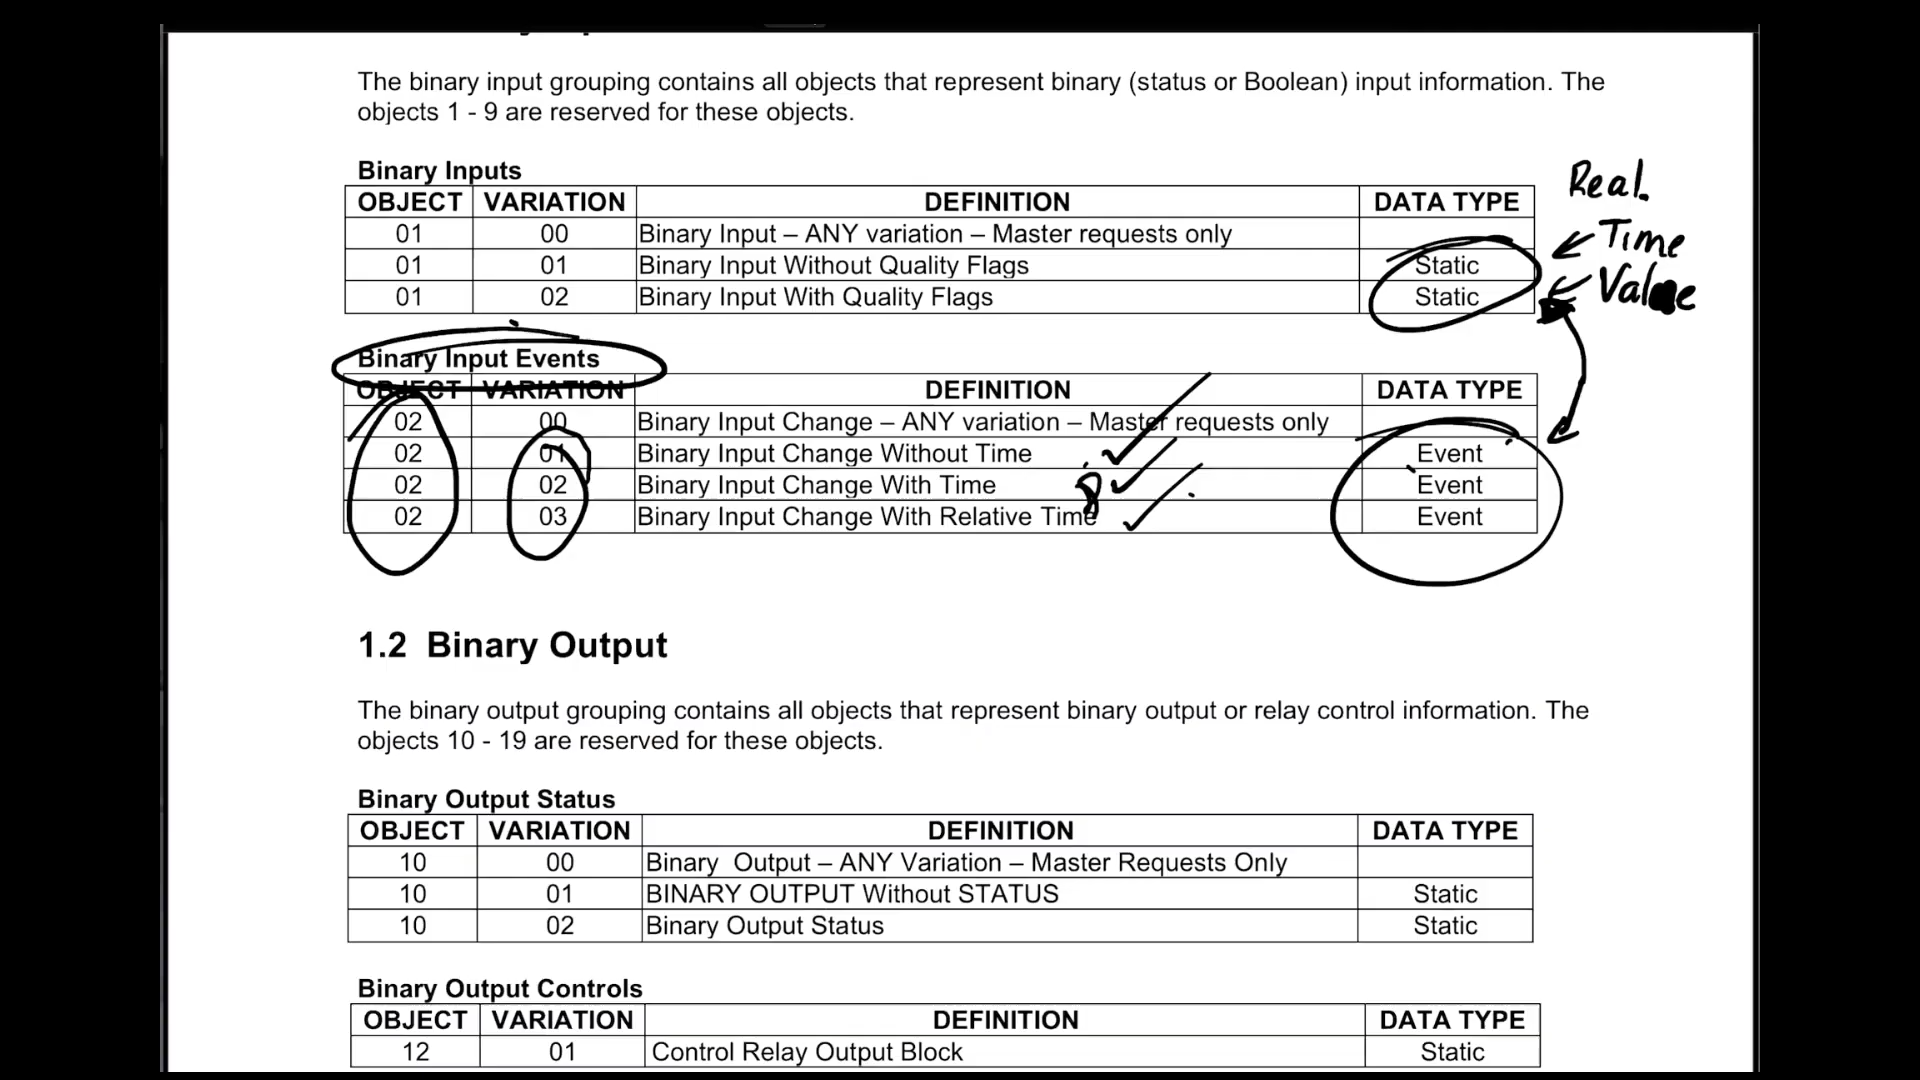 The binary input grouping contains all objects that represent binary (status or Boolean) input information. The
objects 1 - 9 are reserved for these objects.
Binary Inputs
OBJECT VARIATION DEFINITION DATA TYPE
01 00 Binary Input – ANY variation – Master requests only
01 01 Binary Input Without Quality Flags Static
01 02 Binary Input With Quality Flags Static
Real
Time
Value
Binary Input Events
OBJECT VARIATION DEFINITION DATA TYPE
02 00 Binary Input Change – ANY variation – Master requests only
02 01 Binary Input Change Without Time Event
02 02 Binary Input Change With Time Event
02 03 Binary Input Change With Relative Time Event
1.2 Binary Output
The binary output grouping contains all objects that represent binary output or relay control information. The
objects 10 - 19 are reserved for these objects.
Binary Output Status
OBJECT VARIATION DEFINITION DATA TYPE
10 00 Binary Output – ANY Variation – Master Requests Only
10 01 BINARY OUTPUT Without STATUS Static
10 02 Binary Output Status Static
Binary Output Controls
OBJECT VARIATION DEFINITION DATA TYPE
12 01 Control Relay Output Block Static